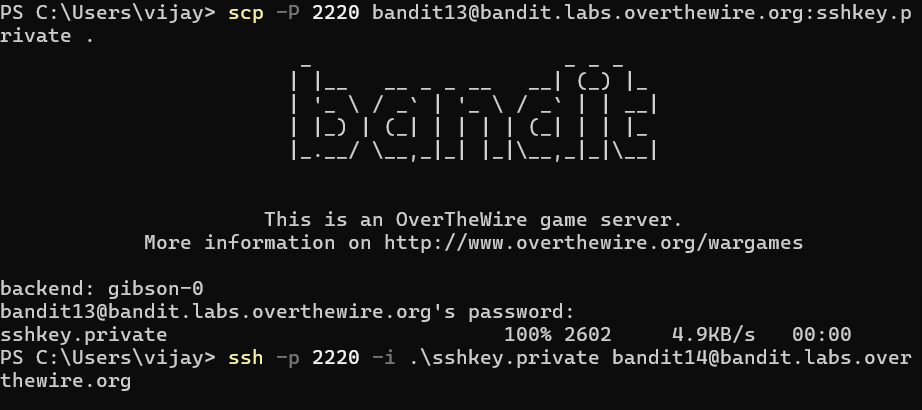 PS C:\Users\vijay> scp -P 2220 bandit13@bandit.labs.overthewire.org:sshkey.p
rivate .
                         _                     _ _ _
                        | |__   __ _ _ __   __| (_) |_
                        | '_ \ / _` | '_ \ / _` | | __|
                        | |_) | (_| | | | | (_| | | |_
                        |_.__/ \__,_|_| |_|\__,_|_|\__|
This is an OverTheWire game server.
More information on http://www.overthewire.org/wargames
backend: gibson-0
bandit13@bandit.labs.overthewire.org's password:
sshkey.private                            100% 2602     4.9KB/s   00:00
PS C:\Users\vijay> ssh -p 2220 -i .\sshkey.private bandit14@bandit.labs.over
thewire.org